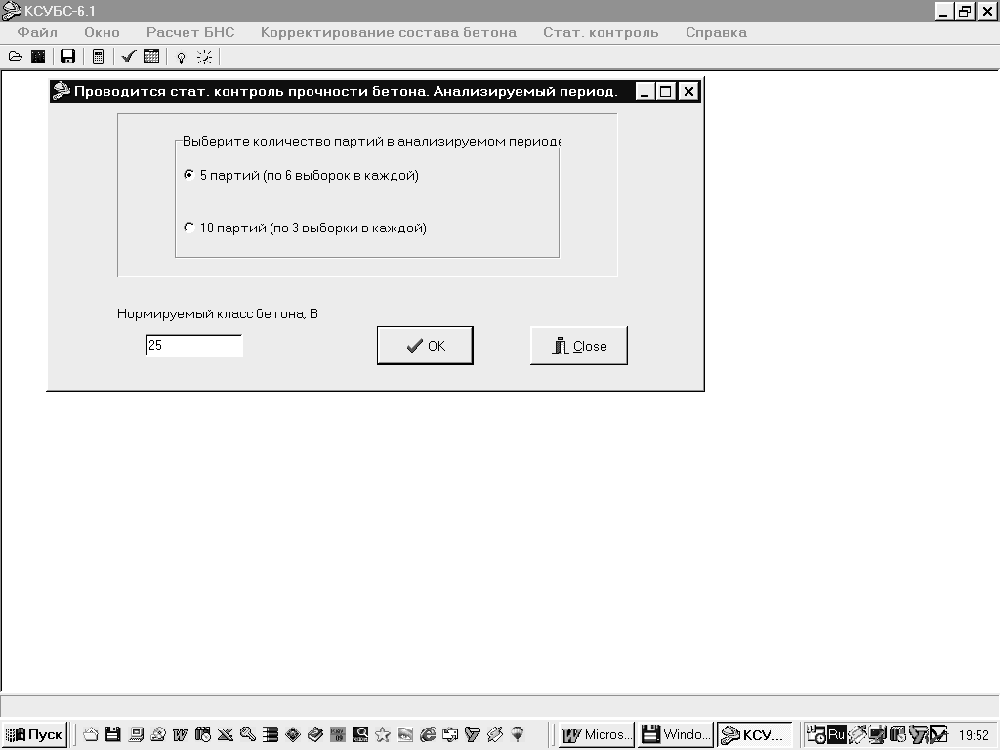 КСУБС-6.1
Файл Окно Расчет БНС Корректирование состава бетона Стат. контроль Справка
Проводится стат. контроль прочности бетона. Анализируемый период.
Выберите количество партий в анализируемом периоде
5 партий (по 6 выборок в каждой)
10 партий (по 3 выборки в каждой)
Нормируемый класс бетона, В
25
OK
Close
Пуск
Micros...
Windo...
КСУ...
Ru
19:52